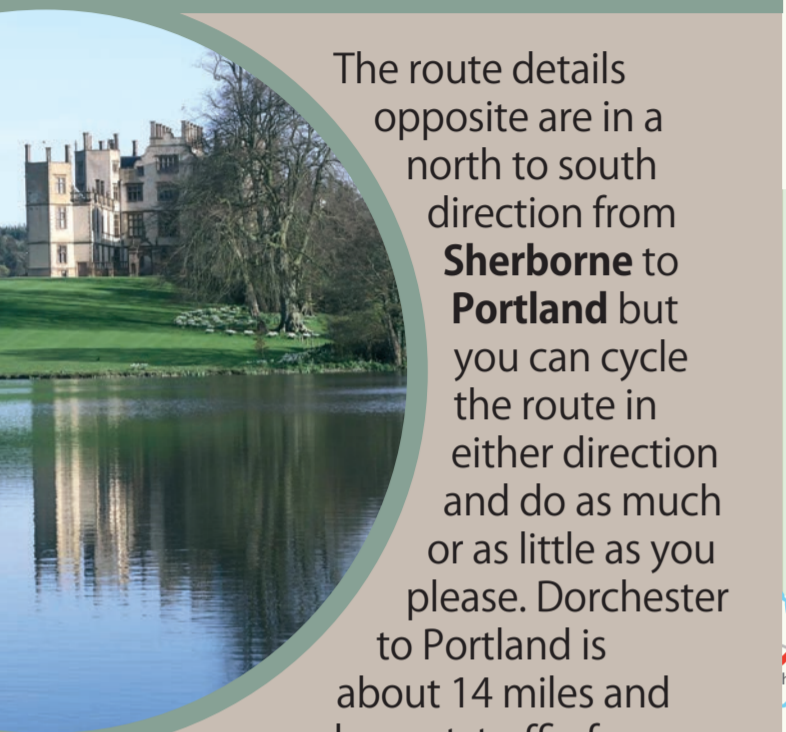 The route details
opposite are in a
north to south
direction from
Sherborne to
Portland but
you can cycle
the route in
either direction
and do as much
or as little as you
please. Dorchester
to Portland is
about 14 miles and